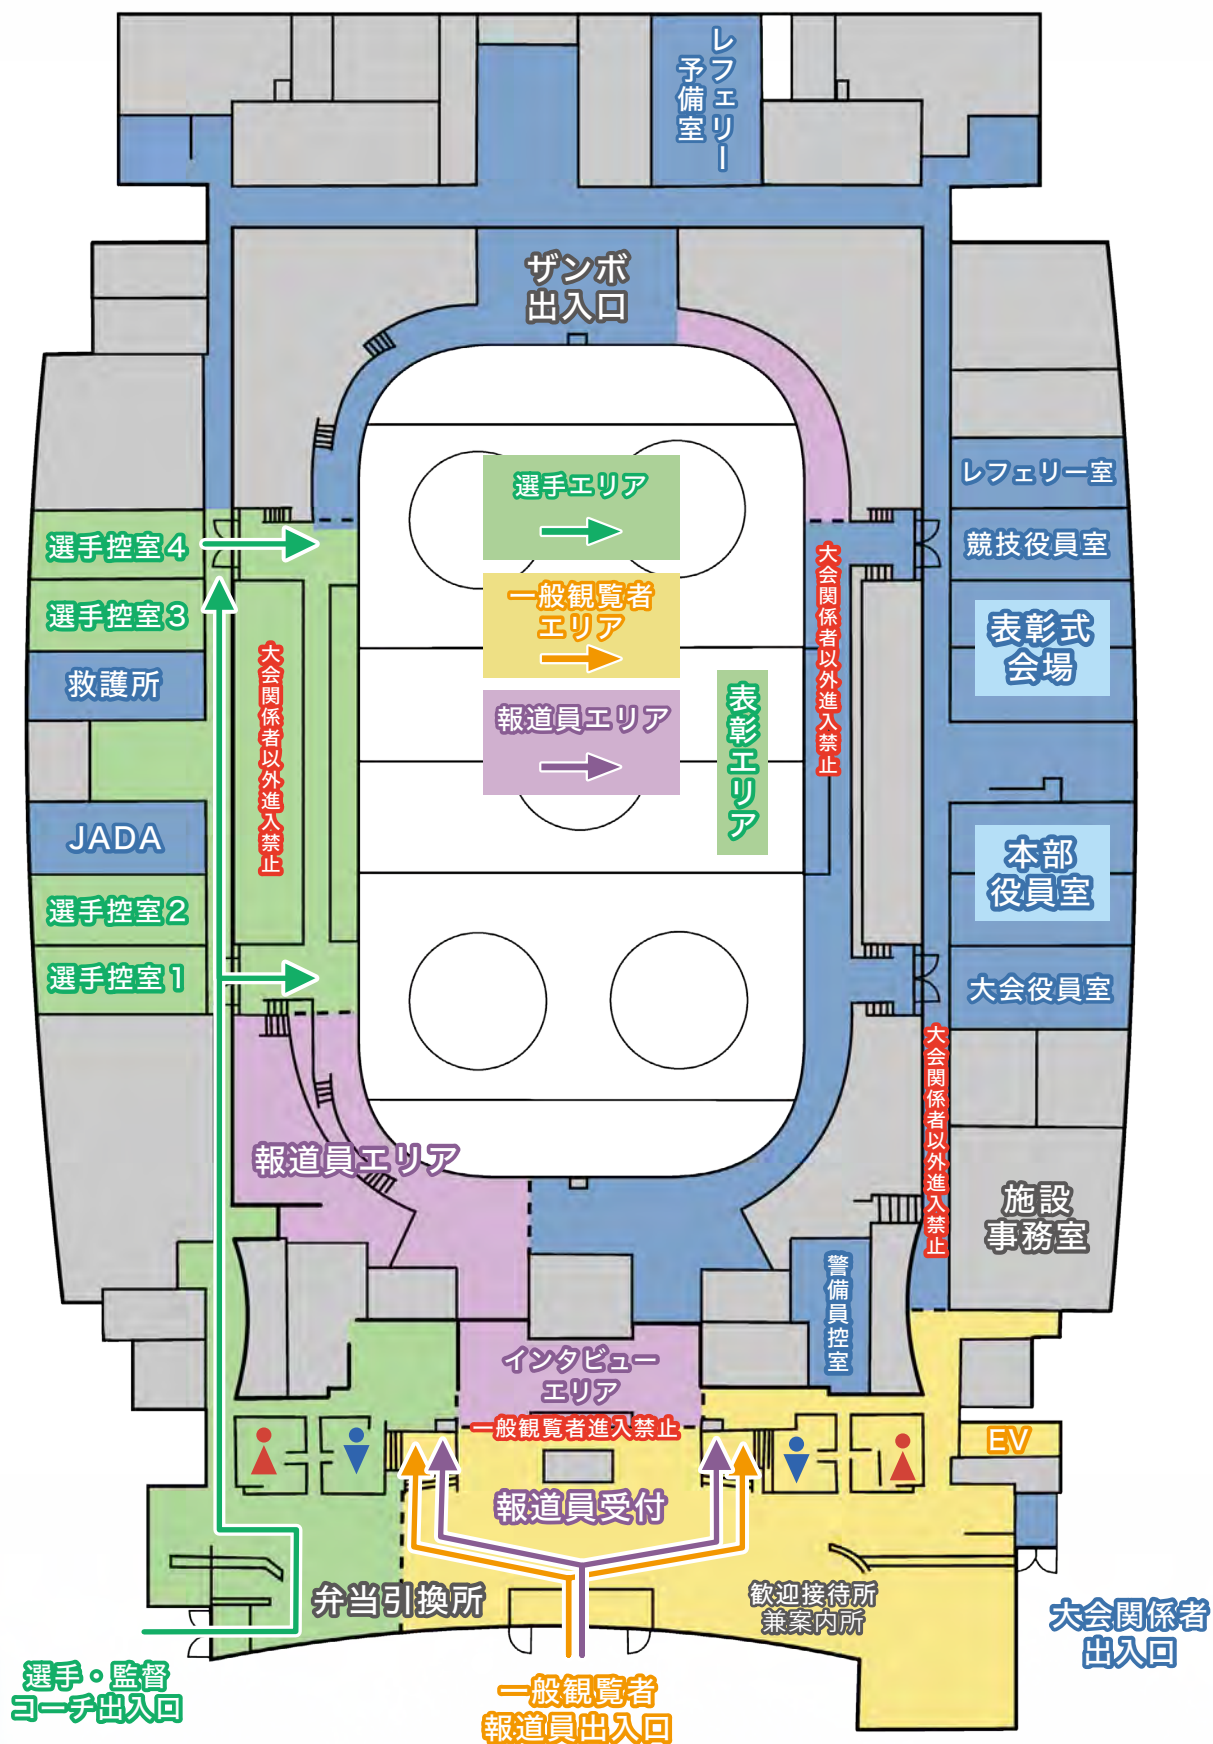 レフェリー
予備室
ザンボ
出入口
選手エリア
一般観覧者
エリア
報道員エリア
表彰エリア
選手控室4
選手控室3
救護所
JADA
選手控室2
選手控室1
大会関係者以外進入禁止
大会関係者以外進入禁止
レフェリー室
競技役員室
表彰式
会場
本部
役員室
大会役員室
大会関係者以外進入禁止
施設
事務室
報道員エリア
警備員控室
インタビュー
エリア
一般観覧者進入禁止
EV
報道員受付
弁当引換所
歓迎接待所
兼案内所
大会関係者
出入口
選手・監督
コーチ出入口
一般観覧者
報道員出入口